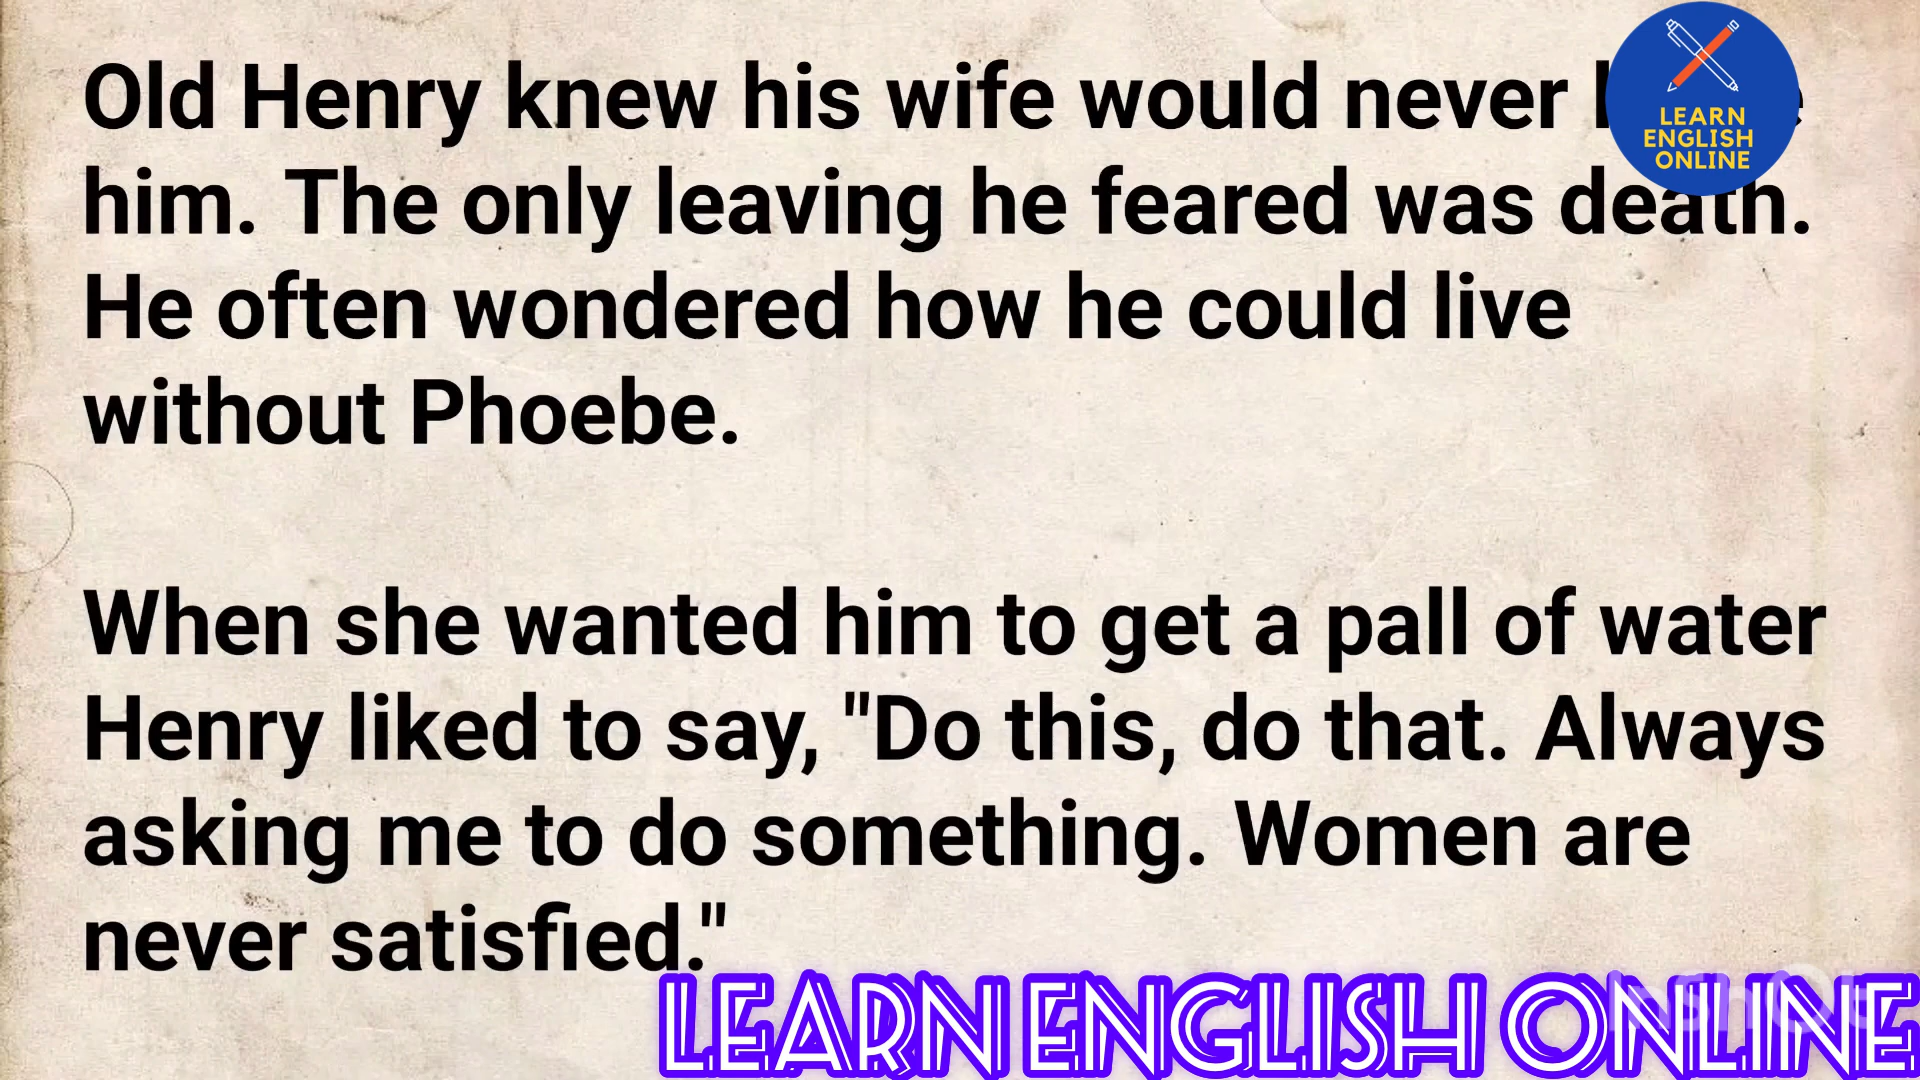 Old Henry knew his wife would never
him. The only leaving he feared was death.
He often wondered how he could live
without Phoebe.
When she wanted him to get a pall of water
Henry liked to say, "Do this, do that. Always
asking me to do something. Women are
never satisfied."
LEARN
ENGLISH
ONLINE
LEARN ENGLISH ONLINE